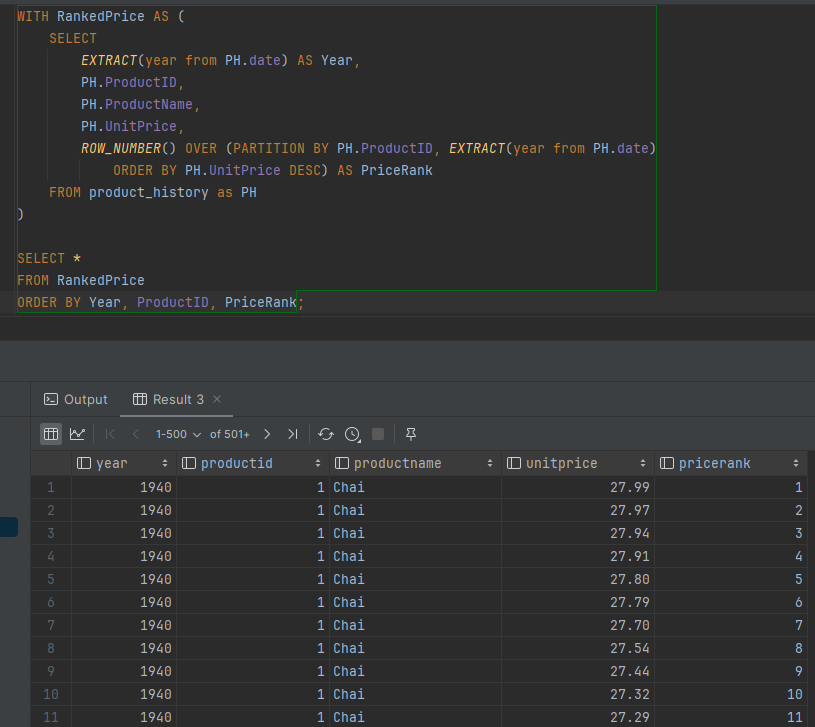 WITH RankedPrice AS (
SELECT
EXTRACT(year from PH.date) AS Year,
PH.ProductID,
PH.ProductName,
PH.UnitPrice,
ROW_NUMBER() OVER (PARTITION BY PH.ProductID, EXTRACT(year from PH.date)
ORDER BY PH.UnitPrice DESC) AS PriceRank
FROM product_history as PH
)
SELECT *
FROM RankedPrice
ORDER BY Year, ProductID, PriceRank;
Output Result 3
1-500 of 501+
year productid productname unitprice pricerank
1 1940 1 Chai 27.99 1
2 1940 1 Chai 27.97 2
3 1940 1 Chai 27.94 3
4 1940 1 Chai 27.91 4
5 1940 1 Chai 27.80 5
6 1940 1 Chai 27.79 6
7 1940 1 Chai 27.70 7
8 1940 1 Chai 27.54 8
9 1940 1 Chai 27.44 9
10 1940 1 Chai 27.32 10
11 1940 1 Chai 27.29 11